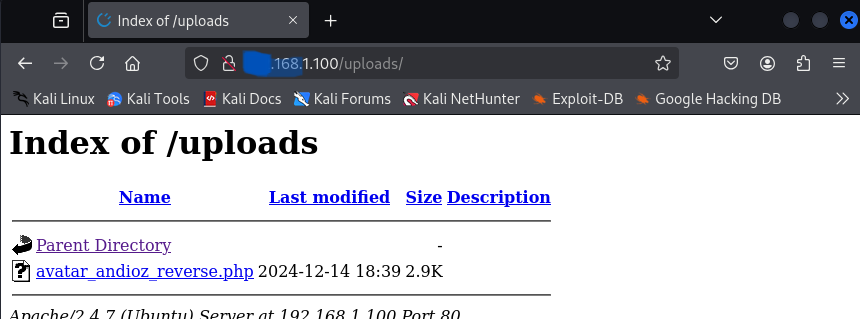 Index of /uploads
.168.1.100/uploads/
Kali Linux Kali Tools Kali Docs Kali Forums Kali NetHunter Exploit-DB Google Hacking DB
Index of /uploads
Name Last modified Size Description
Parent Directory -
avatar_andioz_reverse.php 2024-12-14 18:39 2.9K
Apache/2.4.7 (Ubuntu) Server at 192.168.1.100 Port 80